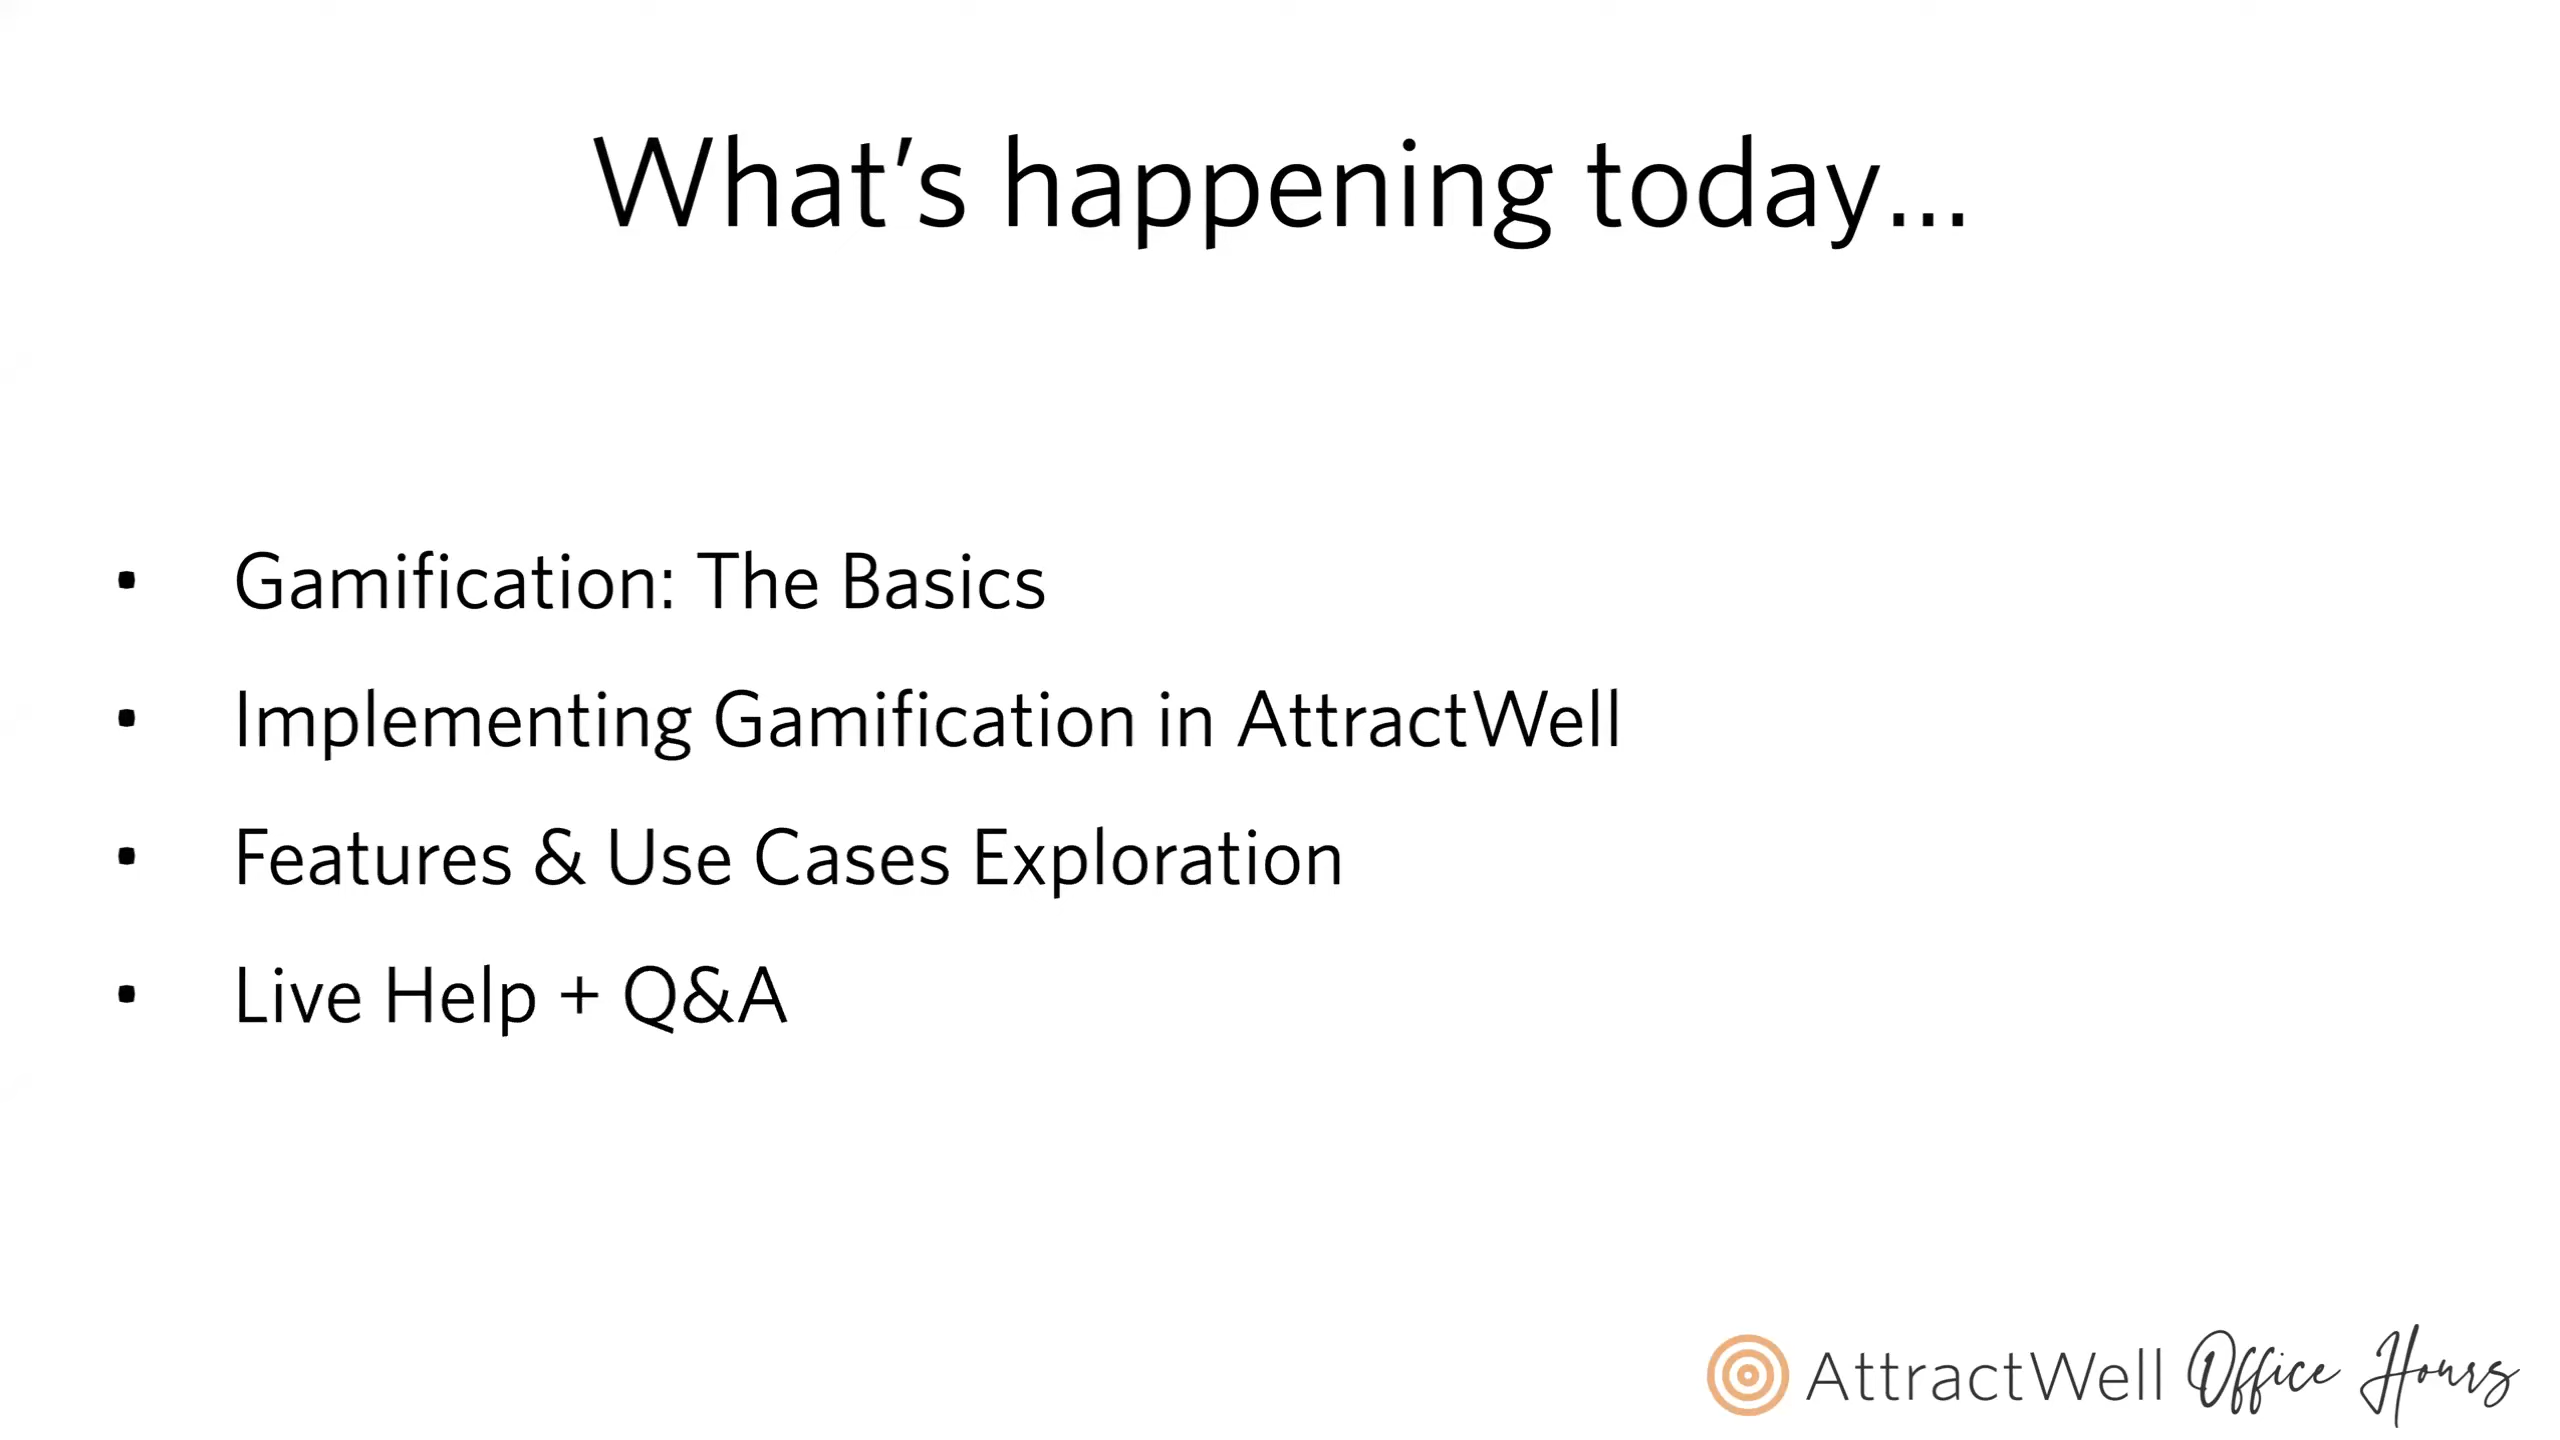 What's happening today...
• Gamification: The Basics
• Implementing Gamification in AttractWell
• Features & Use Cases Exploration
• Live Help + Q&A
AttractWell Office Hours